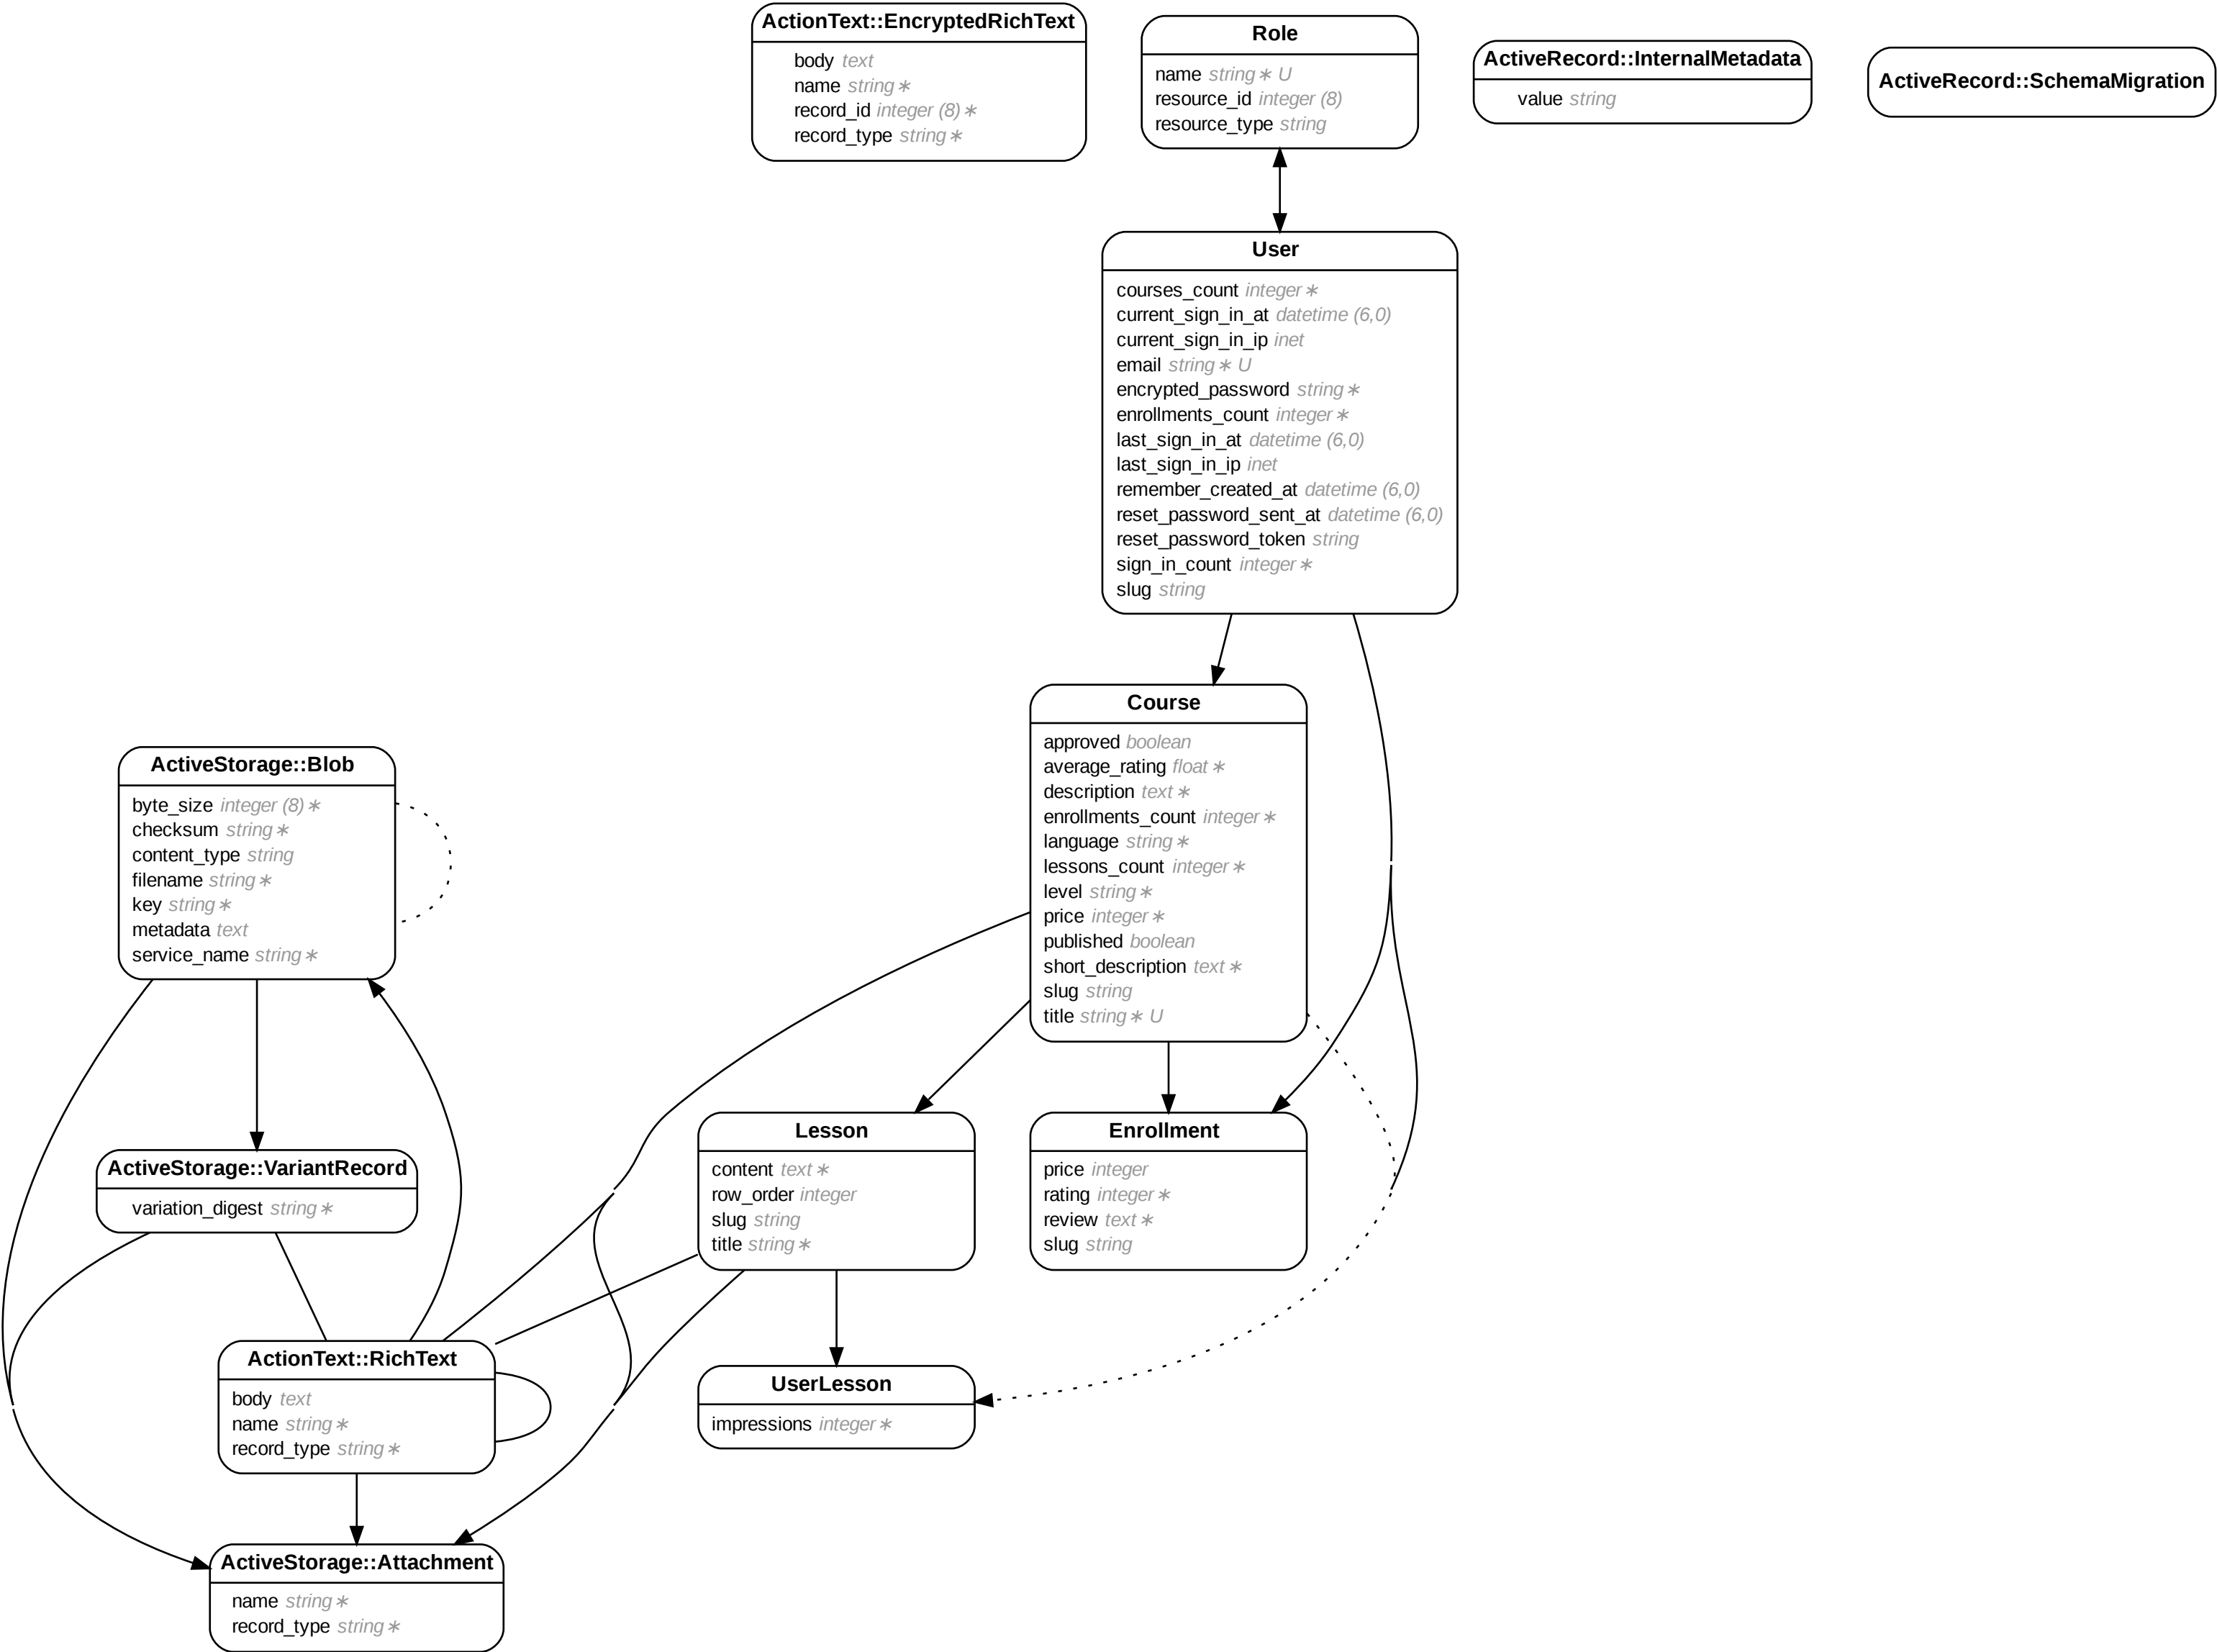 ActionText::EncryptedRichText
body text
name string ∗
record_id integer (8) ∗
record_type string ∗
Role
name string ∗ U
resource_id integer (8)
resource_type string
ActiveRecord::InternalMetadata
value string
ActiveRecord::SchemaMigration
User
courses_count integer ∗
current_sign_in_at datetime (6,0)
current_sign_in_ip inet
email string ∗ U
encrypted_password string ∗
enrollments_count integer ∗
last_sign_in_at datetime (6,0)
last_sign_in_ip inet
remember_created_at datetime (6,0)
reset_password_sent_at datetime (6,0)
reset_password_token string
sign_in_count integer ∗
slug string
Course
approved boolean
average_rating float ∗
description text ∗
enrollments_count integer ∗
language string ∗
lessons_count integer ∗
level string ∗
price integer ∗
published boolean
short_description text ∗
slug string
title string ∗ U
ActiveStorage::Blob
byte_size integer (8) ∗
checksum string ∗
content_type string
filename string ∗
key string ∗
metadata text
service_name string ∗
Lesson
content text ∗
row_order integer
slug string
title string ∗
Enrollment
price integer
rating integer ∗
review text ∗
slug string
ActiveStorage::VariantRecord
variation_digest string ∗
ActionText::RichText
body text
name string ∗
record_type string ∗
UserLesson
impressions integer ∗
ActiveStorage::Attachment
name string ∗
record_type string ∗